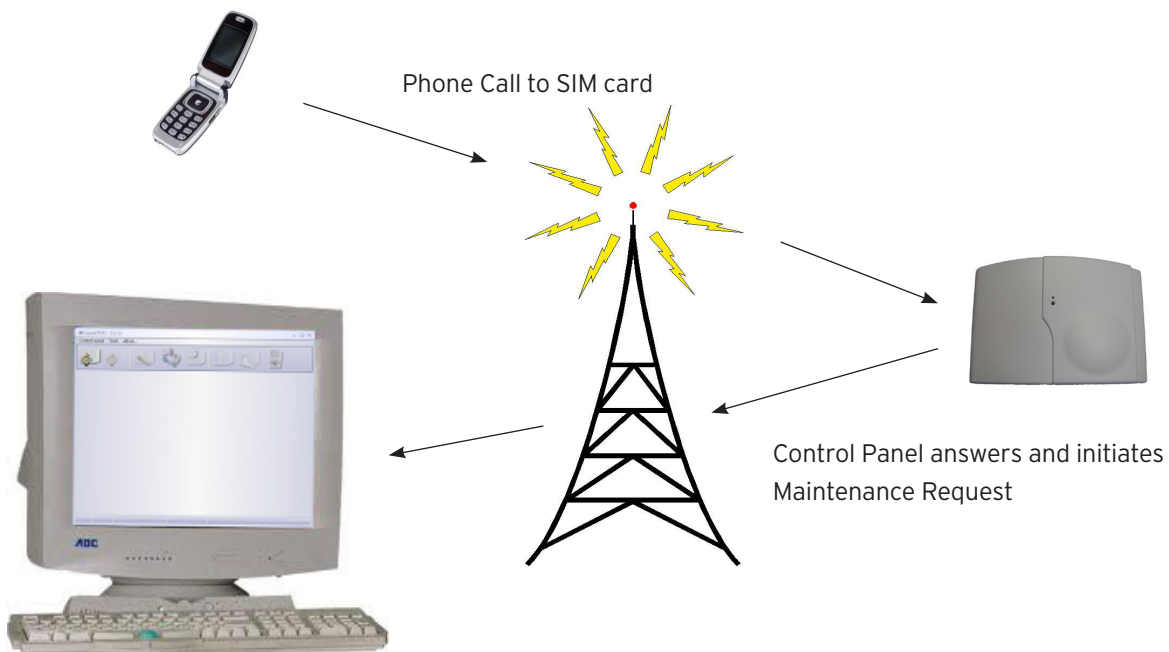 Phone Call to SIM card
Control Panel answers and initiates
Maintenance Request
AOC